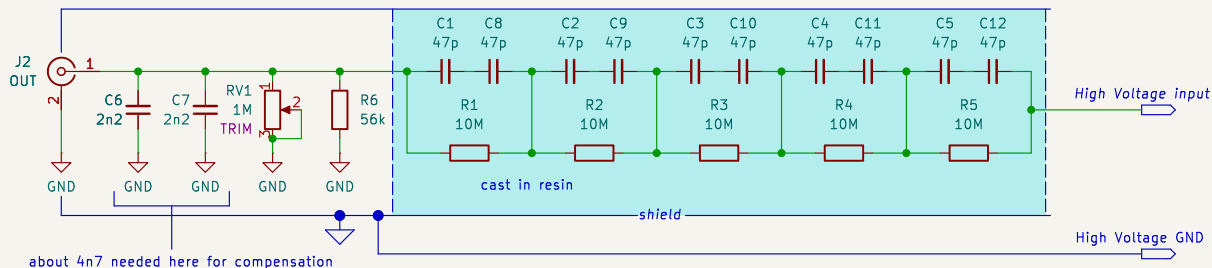 C1 C8 C2 C9 C3 C10 C4 C11 C5 C12
47p 47p 47p 47p 47p 47p 47p 47p 47p 47p
J2
OUT
1
2
C6
2n2
C7
2n2
RV1
1M
TRIM
1
2
3
R6
56k
R1
10M
R2
10M
R3
10M
R4
10M
R5
10M
High Voltage input
GND GND GND GND GND
cast in resin
shield
High Voltage GND
about 4n7 needed here for compensation